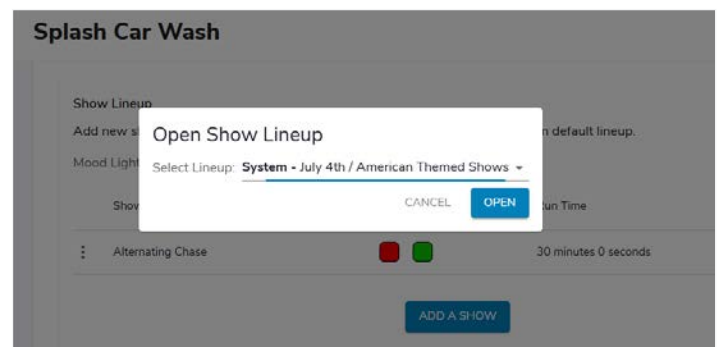 Splash Car Wash
Show Lineup
Add new s
n default lineup.
Mood Light
Open Show Lineup
Select Lineup: System - July 4th / American Themed Shows
CANCEL OPEN
Show
Run Time
Alternating Chase 30 minutes 0 seconds
ADD A SHOW